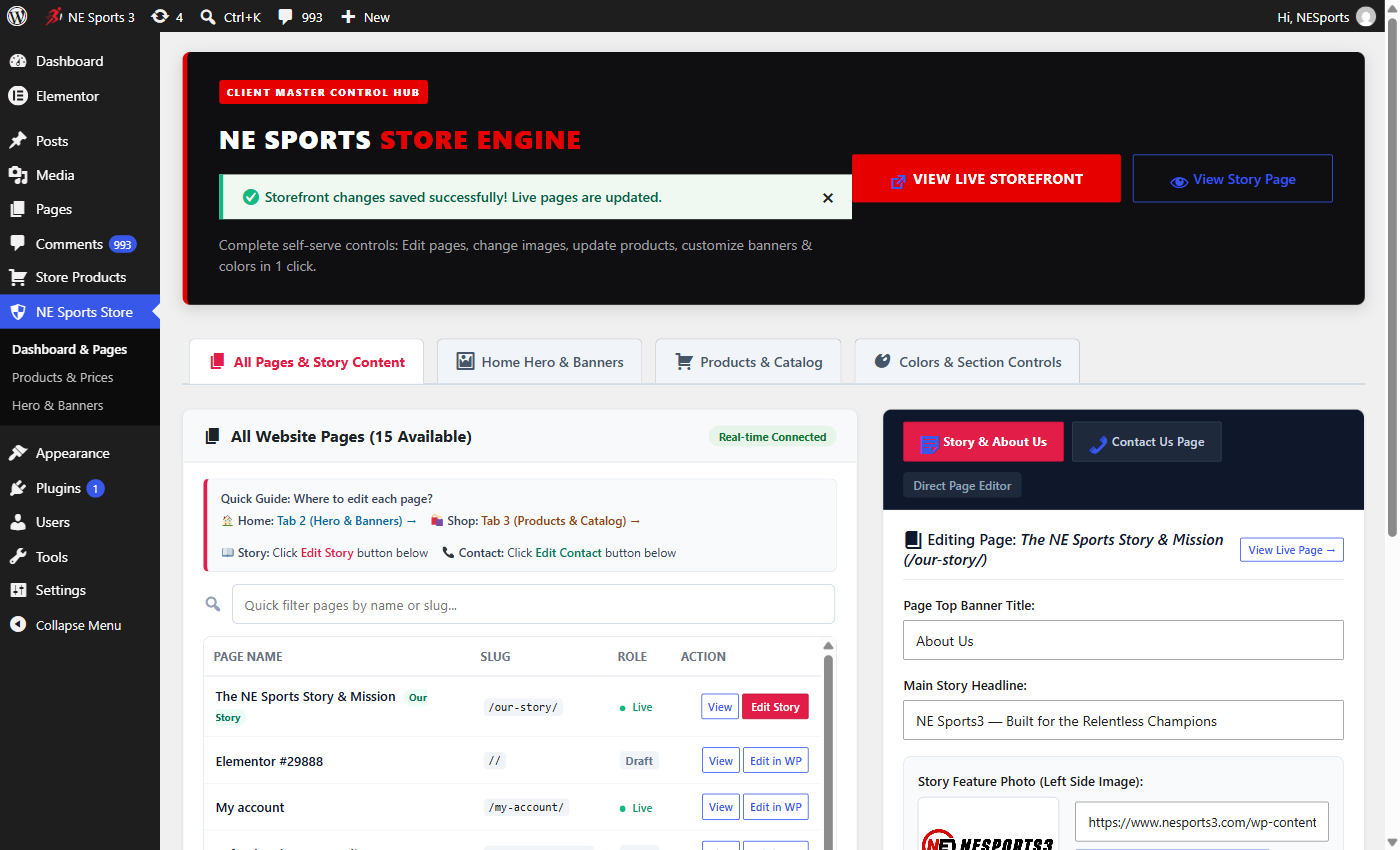 NE Sports 3
4
Ctrl+K
993
New
Hi, NESports
Dashboard
Elementor
Posts
Media
Pages
Comments 993
Store Products
NE Sports Store
Dashboard & Pages
Products & Prices
Hero & Banners
Appearance
Plugins 1
Users
Tools
Settings
Collapse Menu
CLIENT MASTER CONTROL HUB
NE SPORTS STORE ENGINE
Storefront changes saved successfully! Live pages are updated.
Complete self-serve controls: Edit pages, change images, update products, customize banners &
colors in 1 click.
VIEW LIVE STOREFRONT
View Story Page
All Pages & Story Content
Home Hero & Banners
Products & Catalog
Colors & Section Controls
All Website Pages (15 Available)
Real-time Connected
Quick Guide: Where to edit each page?
Home: Tab 2 (Hero & Banners) → Shop: Tab 3 (Products & Catalog) →
Story: Click Edit Story button below Contact: Click Edit Contact button below
Quick filter pages by name or slug...
PAGE NAME SLUG ROLE ACTION
The NE Sports Story & Mission Our
Story
/our-story/ Live View Edit Story
Elementor #29888 // Draft View Edit in WP
My account /my-account/ Live View Edit in WP
Story & About Us
Contact Us Page
Direct Page Editor
Editing Page: The NE Sports Story & Mission
(/our-story/)
View Live Page →
Page Top Banner Title:
About Us
Main Story Headline:
NE Sports3 — Built for the Relentless Champions
Story Feature Photo (Left Side Image):
https://www.nesports3.com/wp-content
NE NESPORTS3